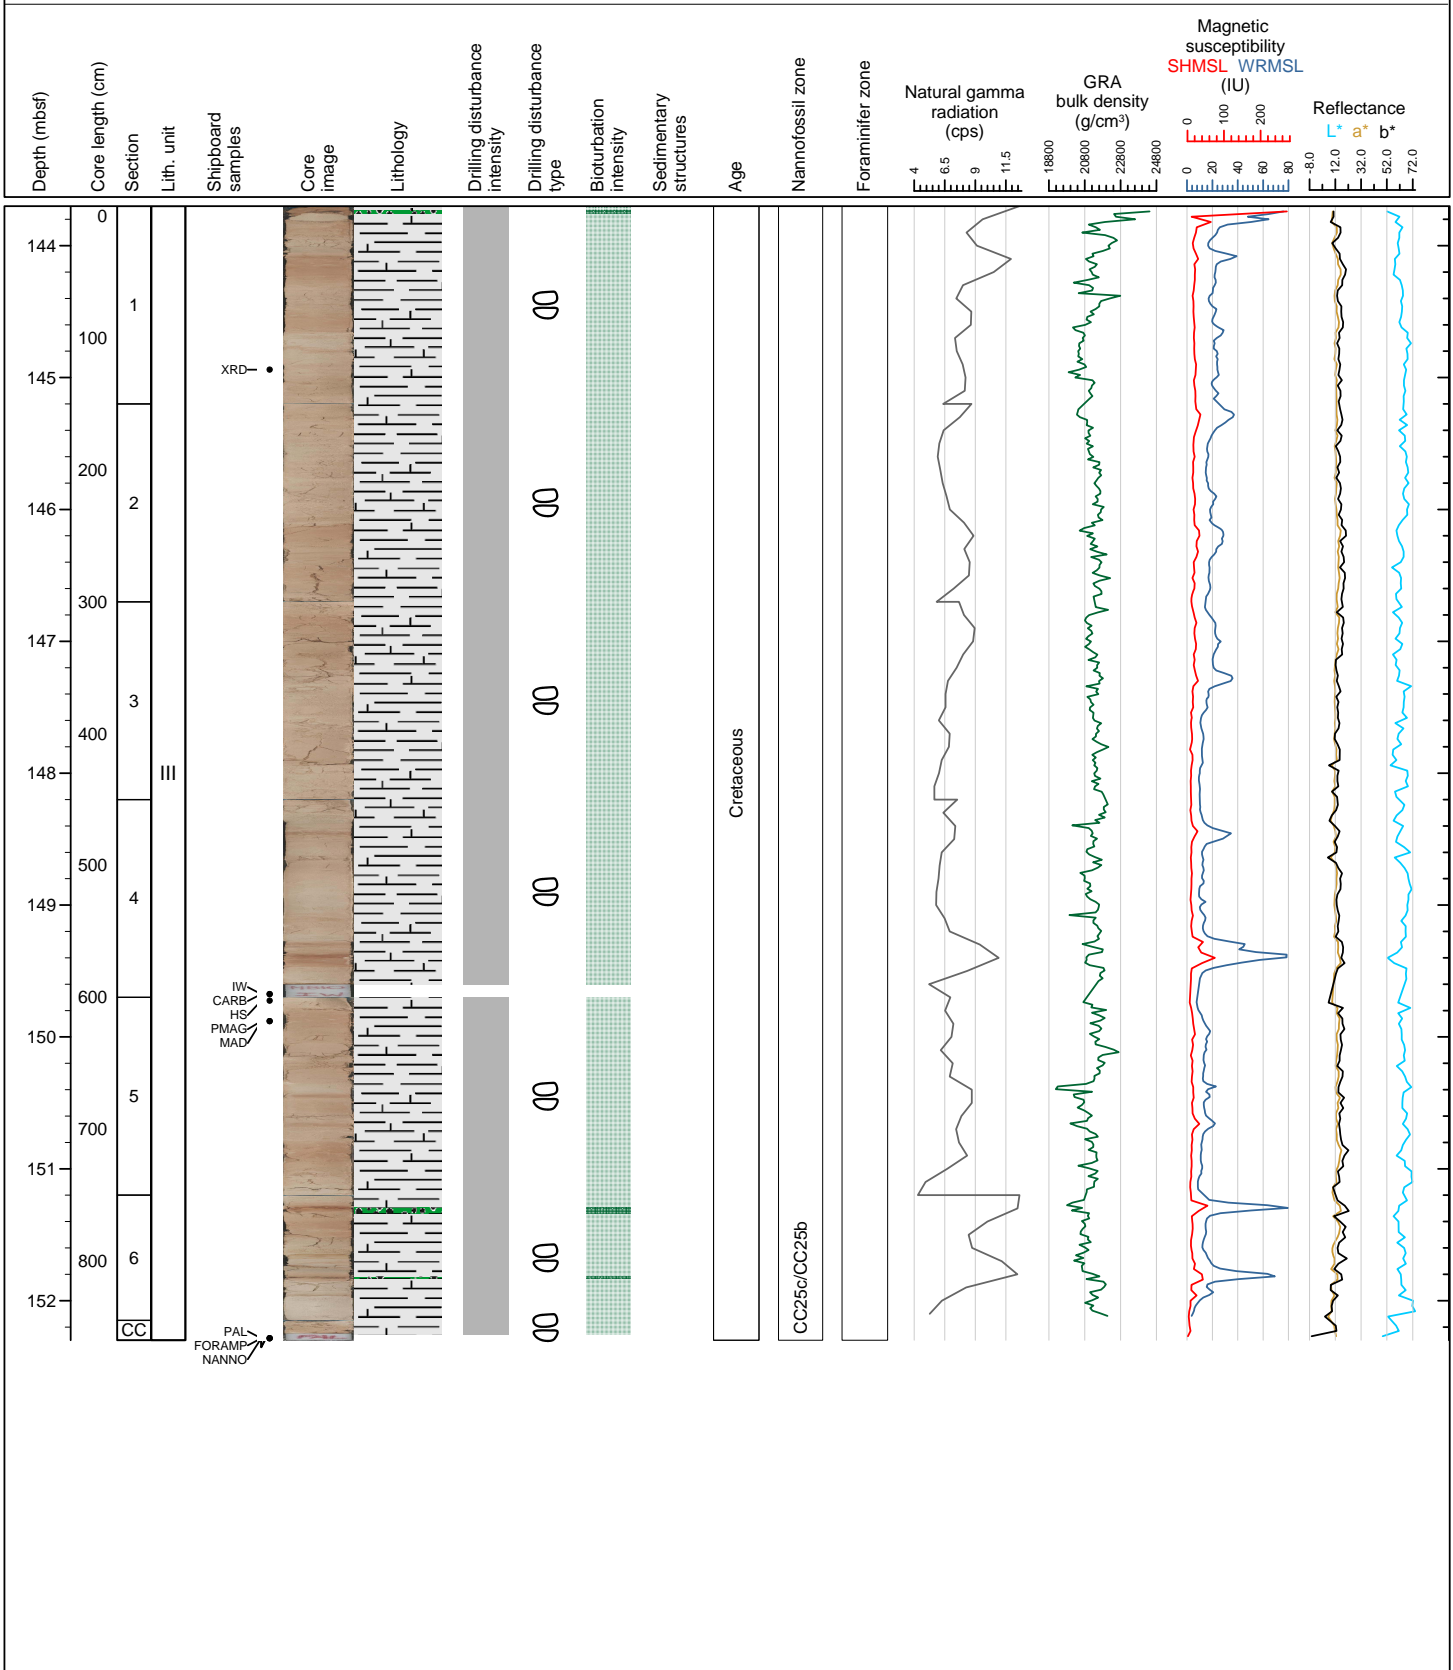 Depth (mbsf)
Core length (cm)
Section
Lith. unit
Shipboard
samples
Core
image
Lithology
Drilling disturbance
intensity
Drilling disturbance
type
Bioturbation
intensity
Sedimentary
structures
Age
Nannofossil zone
Foraminifer zone
Natural gamma
radiation
(cps)
4 6.5 9 11.5
GRA
bulk density
(g/cm³)
18800 20800 22800 24800
Magnetic
susceptibility
SHMSL WRMSL
(IU)
0 100 200
0 20 40 60 80
Reflectance
L* a* b*
-8.0 12.0 32.0 52.0 72.0
144
145
146
147
148
149
150
151
152
0
100
200
300
400
500
600
700
800
1
2
3
4
5
6
CC
III
XRD
IW
CARB
HS
PMAG
MAD
PAL
FORAMP
NANNO
Cretaceous
CC25c/CC25b